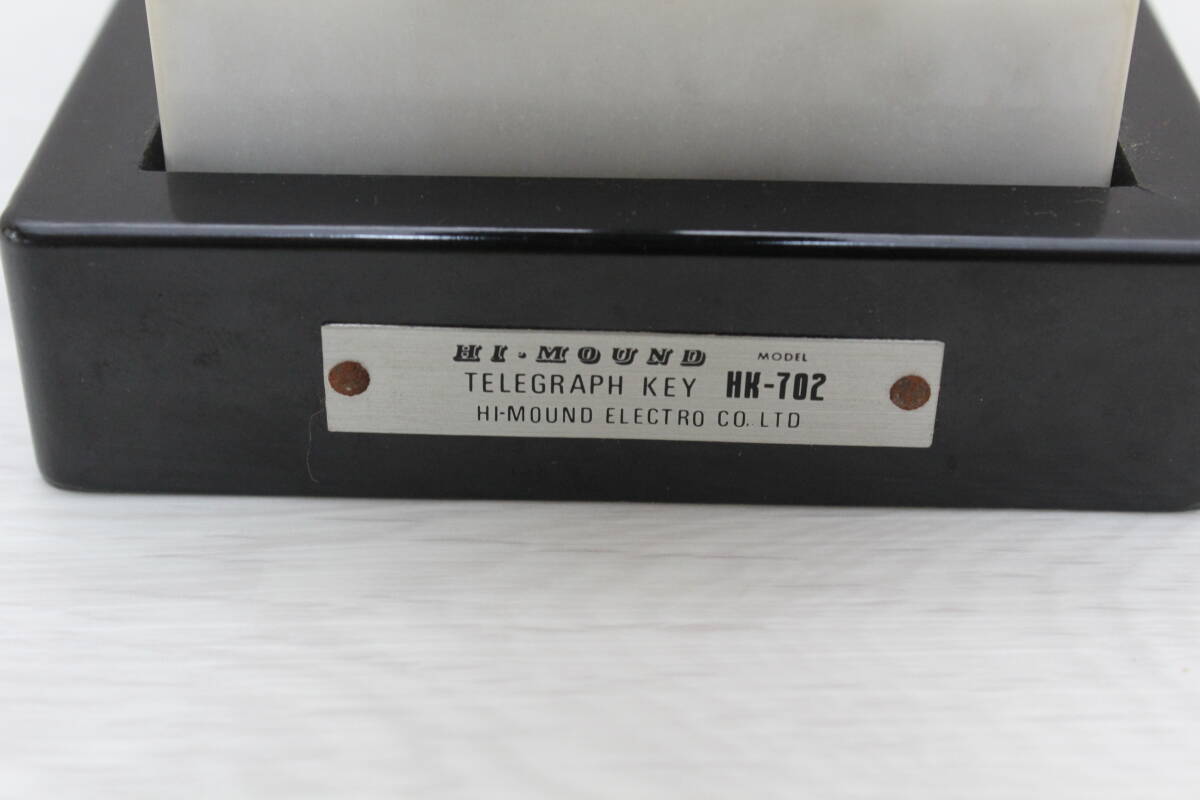 HI-MOUND MODEL
TELEGRAPH KEY HK-702
HI-MOUND ELECTRO CO., LTD